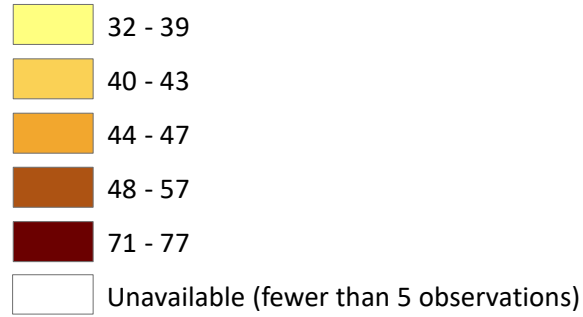 32 - 39
40 - 43
44 - 47
48 - 57
71 - 77
Unavailable (fewer than 5 observations)